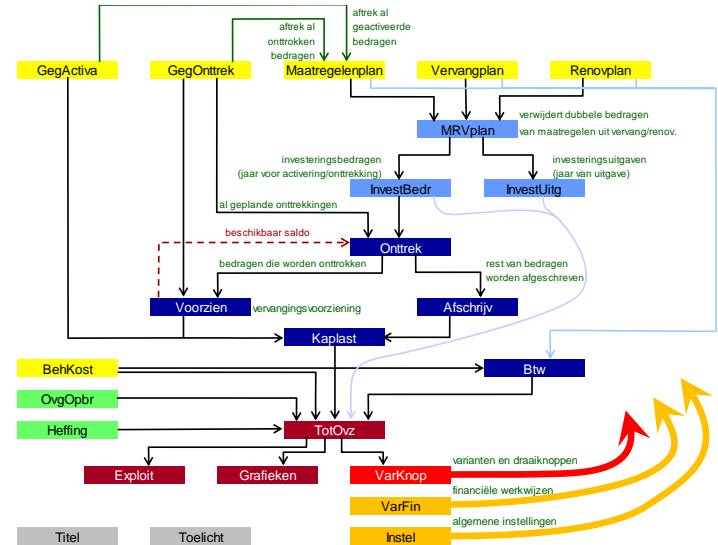 aftrek al
onttrokken
bedragen
aftrek al
geactiveerde
bedragen
GegActiva
GegOnttrek
Maatregelenplan
Vervangplan
Renovplan
verwijdert dubbele bedragen
van maatregelen uit vervang/renov.
MRVplan
investeringsbedragen
(jaar voor activering/onttrekking)
investeringsuitgaven
(jaar van uitgave)
InvestBedr
InvestUitg
al geplande onttrekkingen
beschikbaar saldo
Onttrek
bedragen die worden onttrokken
rest van bedragen
worden afgeschreven
Voorzien
vervangingsvoorziening
Afschrijv
Kaplast
BehKost
Btw
OvgOpbr
Heffing
TotOvz
varianten en draaiknoppen
Exploit
Grafieken
VarKnop
financiële werkwijzen
VarFin
algemene instellingen
Titel
Toelicht
Instel